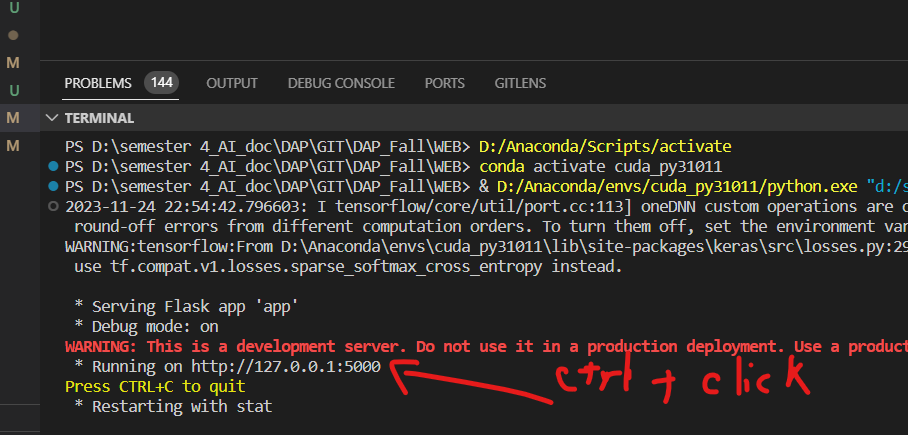 U
M
U
M
M
PROBLEMS 144 OUTPUT DEBUG CONSOLE PORTS GITLENS
TERMINAL
PS D:\semester 4_AI_doc\DAP\GIT\DAP_Fall\WEB> D:/Anaconda/Scripts/activate
PS D:\semester 4_AI_doc\DAP\GIT\DAP_Fall\WEB> conda activate cuda_py31011
PS D:\semester 4_AI_doc\DAP\GIT\DAP_Fall\WEB> & D:/Anaconda/envs/cuda_py31011/python.exe "d:/s
2023-11-24 22:54:42.796603: I tensorflow/core/util/port.cc:113] oneDNN custom operations are o
round-off errors from different computation orders. To turn them off, set the environment var
WARNING:tensorflow:From D:\Anaconda\envs\cuda_py31011\lib\site-packages\keras\src\losses.py:29
use tf.compat.v1.losses.sparse_softmax_cross_entropy instead.
* Serving Flask app 'app'
* Debug mode: on
WARNING: This is a development server. Do not use it in a production deployment. Use a product
* Running on http://127.0.0.1:5000
ctrl + click
Press CTRL+C to quit
* Restarting with stat